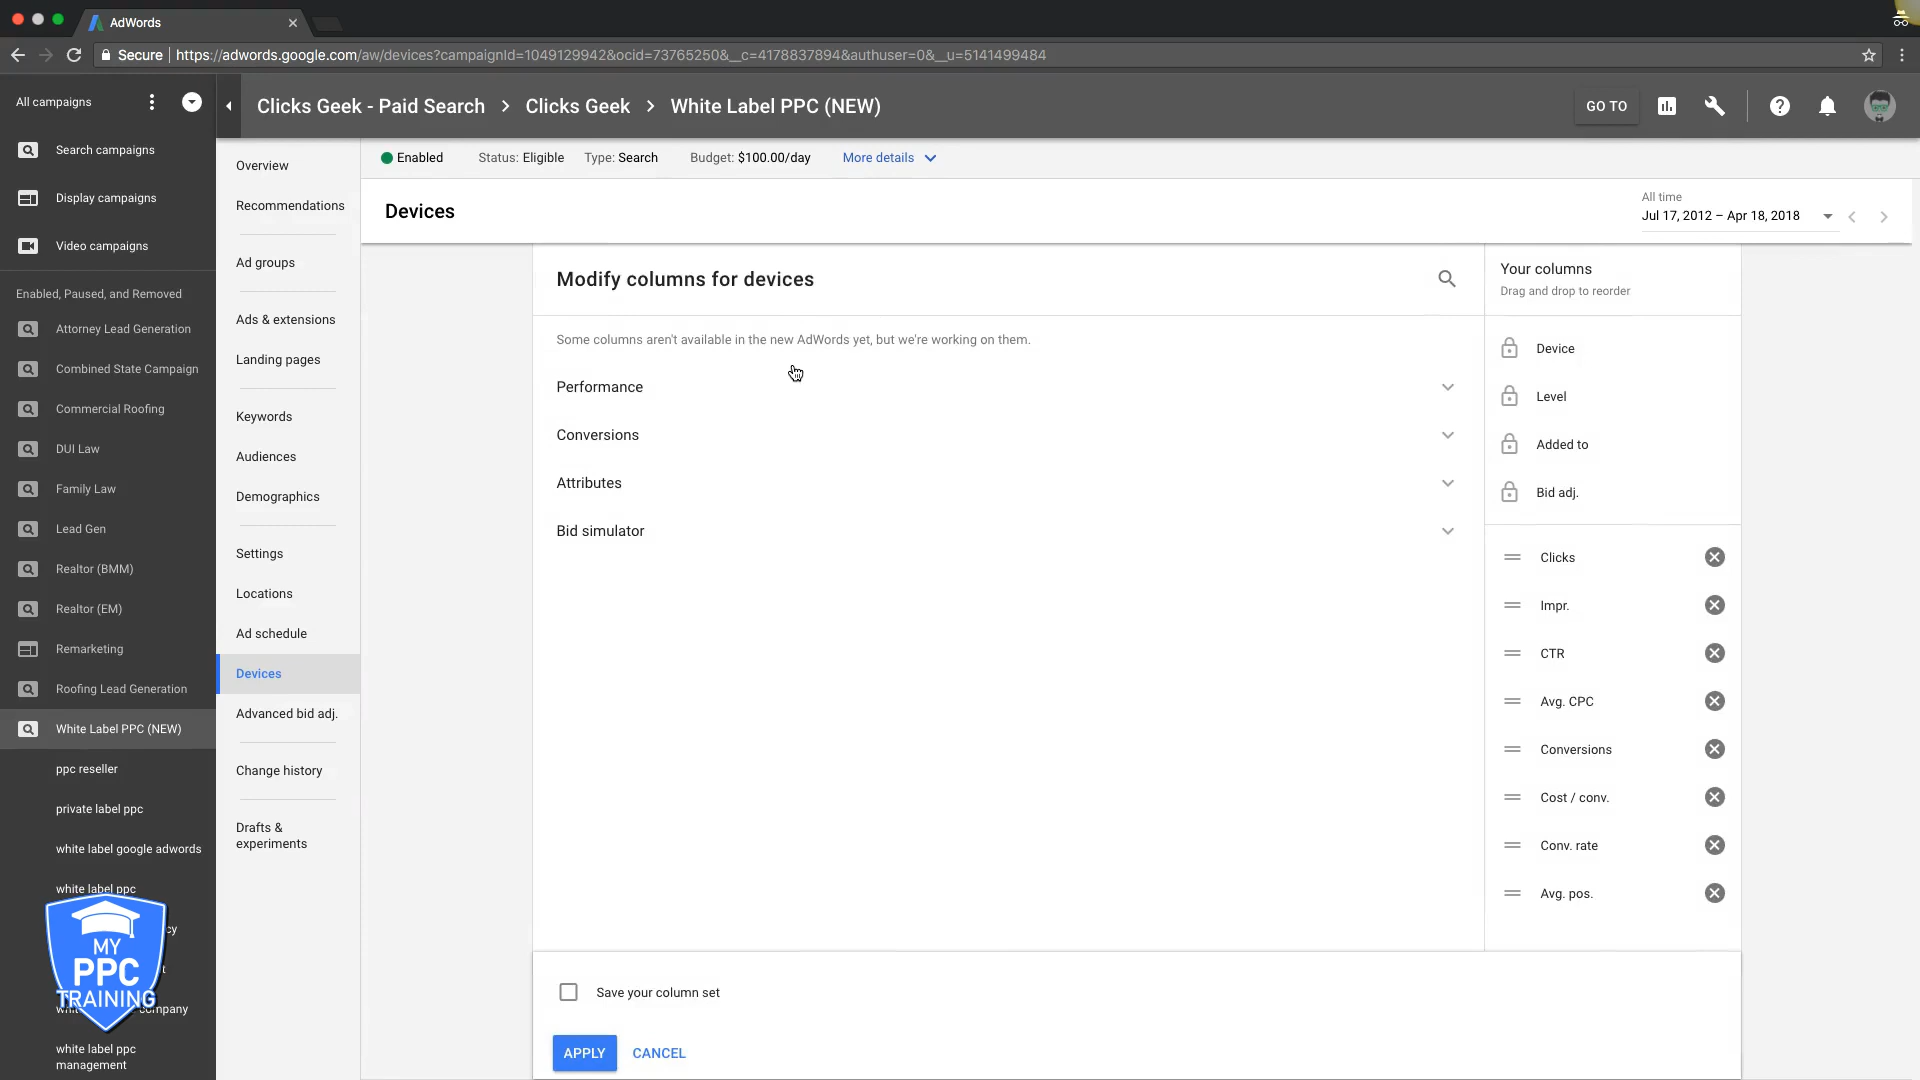 AdWords
Secure
https://adwords.google.com/aw/devices?campaignId=1049129942&ocid=73765250&__c=4178837894&authuser=0&__u=5141499484
All campaigns
Clicks Geek - Paid Search > Clicks Geek > White Label PPC (NEW)
GO TO
Search campaigns
Display campaigns
Video campaigns
Enabled, Paused, and Removed
Attorney Lead Generation
Combined State Campaign
Commercial Roofing
DUI Law
Family Law
Lead Gen
Realtor (BMM)
Realtor (EM)
Remarketing
Roofing Lead Generation
White Label PPC (NEW)
ppc reseller
private label ppc
white label google adwords
white label ppc
white label ppc
management
MY
PPC
TRAINING
Overview
Recommendations
Ad groups
Ads & extensions
Landing pages
Keywords
Audiences
Demographics
Settings
Locations
Ad schedule
Devices
Advanced bid adj.
Change history
Drafts &
experiments
Enabled Status: Eligible Type: Search Budget: $100.00/day More details
Devices
All time
Jul 17, 2012 – Apr 18, 2018
Modify columns for devices
Some columns aren't available in the new AdWords yet, but we're working on them.
Performance
Conversions
Attributes
Bid simulator
Your columns
Drag and drop to reorder
Device
Level
Added to
Bid adj.
Clicks
Impr.
CTR
Avg. CPC
Conversions
Cost / conv.
Conv. rate
Avg. pos.
Save your column set
APPLY
CANCEL